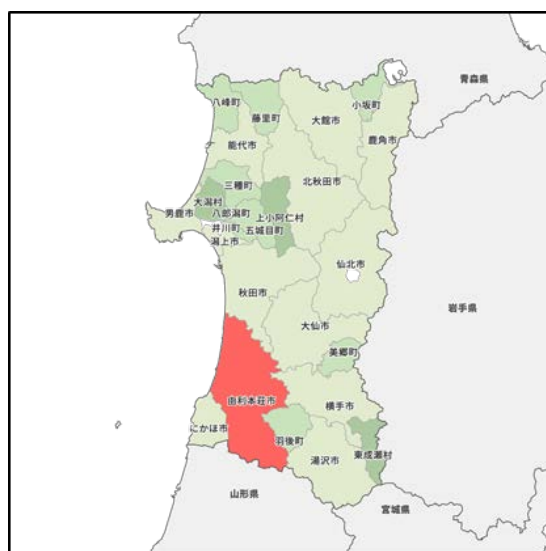 青森県
八峰町
藤里町
小坂町
大館市
鹿角市
能代市
北秋田市
三種町
大潟村
八郎潟町
上小阿仁村
男鹿市
井川町
五城目町
潟上市
仙北市
秋田市
岩手県
大仙市
美郷町
由利本荘市
横手市
にかほ市
羽後町
東成瀬村
湯沢市
山形県
宮城県